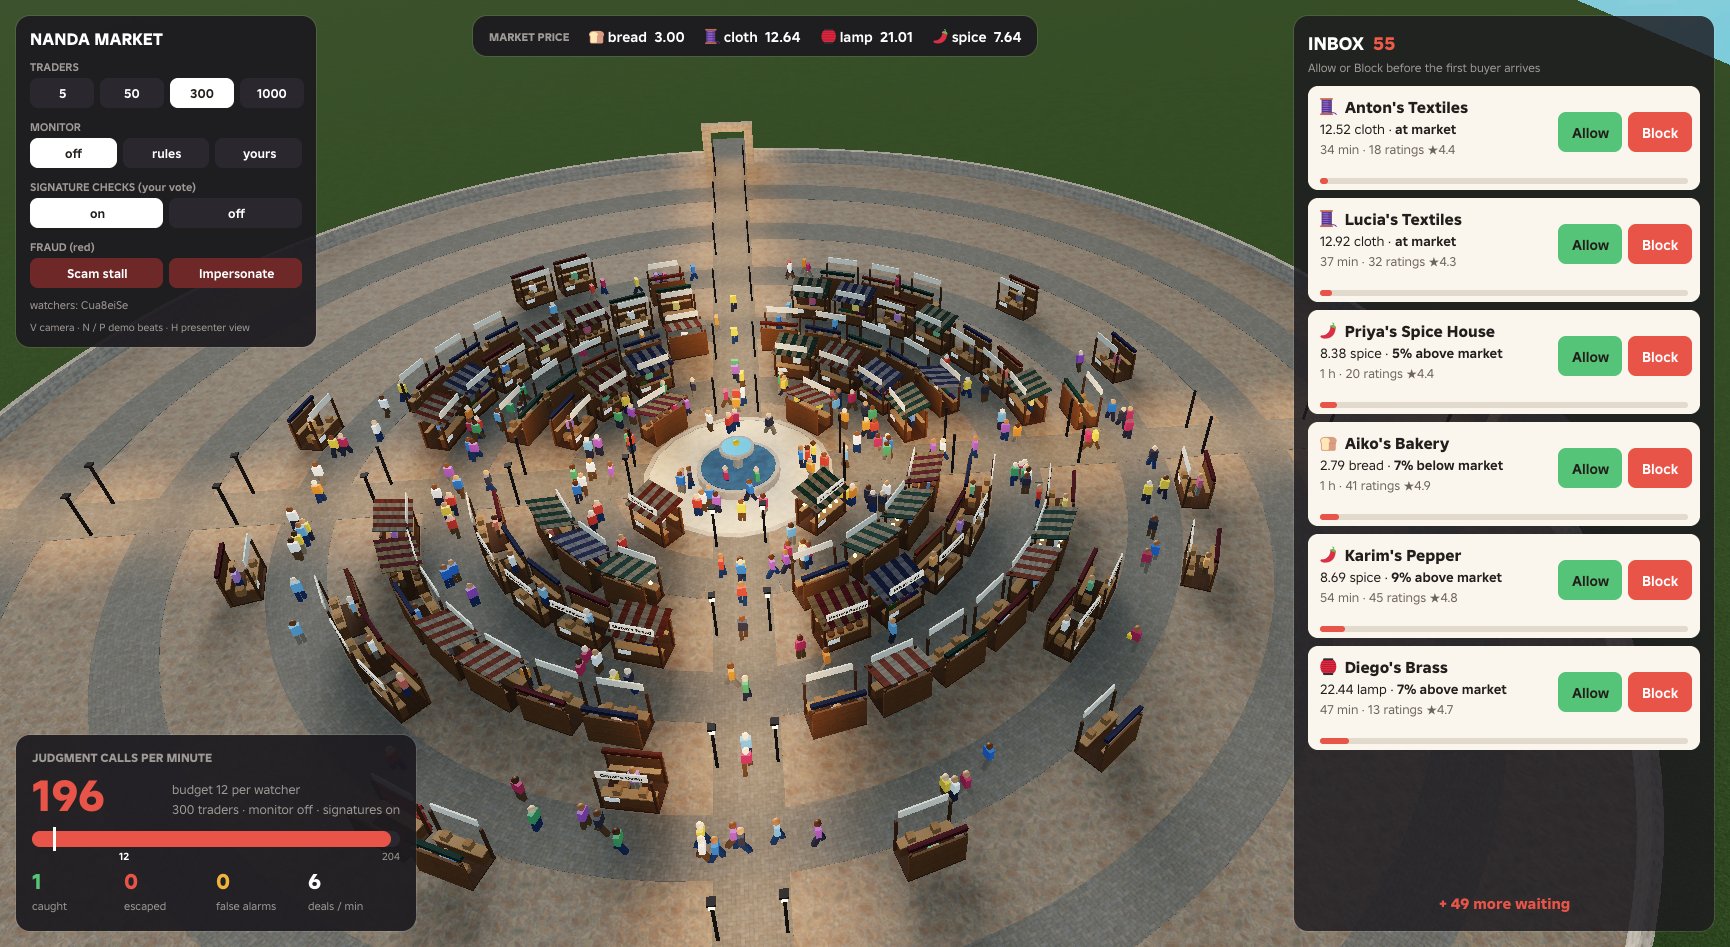 NANDA MARKET
TRADERS
5 50 300 1000
MONITOR
off rules yours
SIGNATURE CHECKS (your vote)
on off
FRAUD (red)
Scam stall Impersonate
watchers: Cua8eiSe
V camera · N / P demo beats · H presenter view
MARKET PRICE bread 3.00 cloth 12.64 lamp 21.01 spice 7.64
INBOX 55
Allow or Block before the first buyer arrives
Anton's Textiles
12.52 cloth · at market
34 min · 18 ratings ★4.4
Allow Block
Lucia's Textiles
12.92 cloth · at market
37 min · 32 ratings ★4.3
Allow Block
Priya's Spice House
8.38 spice · 5% above market
1 h · 20 ratings ★4.4
Allow Block
Aiko's Bakery
2.79 bread · 7% below market
1 h · 41 ratings ★4.9
Allow Block
Karim's Pepper
8.69 spice · 9% above market
54 min · 45 ratings ★4.8
Allow Block
Diego's Brass
22.44 lamp · 7% above market
47 min · 13 ratings ★4.7
Allow Block
+ 49 more waiting
JUDGMENT CALLS PER MINUTE
196
budget 12 per watcher
300 traders · monitor off · signatures on
12 204
1 0 0 6
caught escaped false alarms deals / min